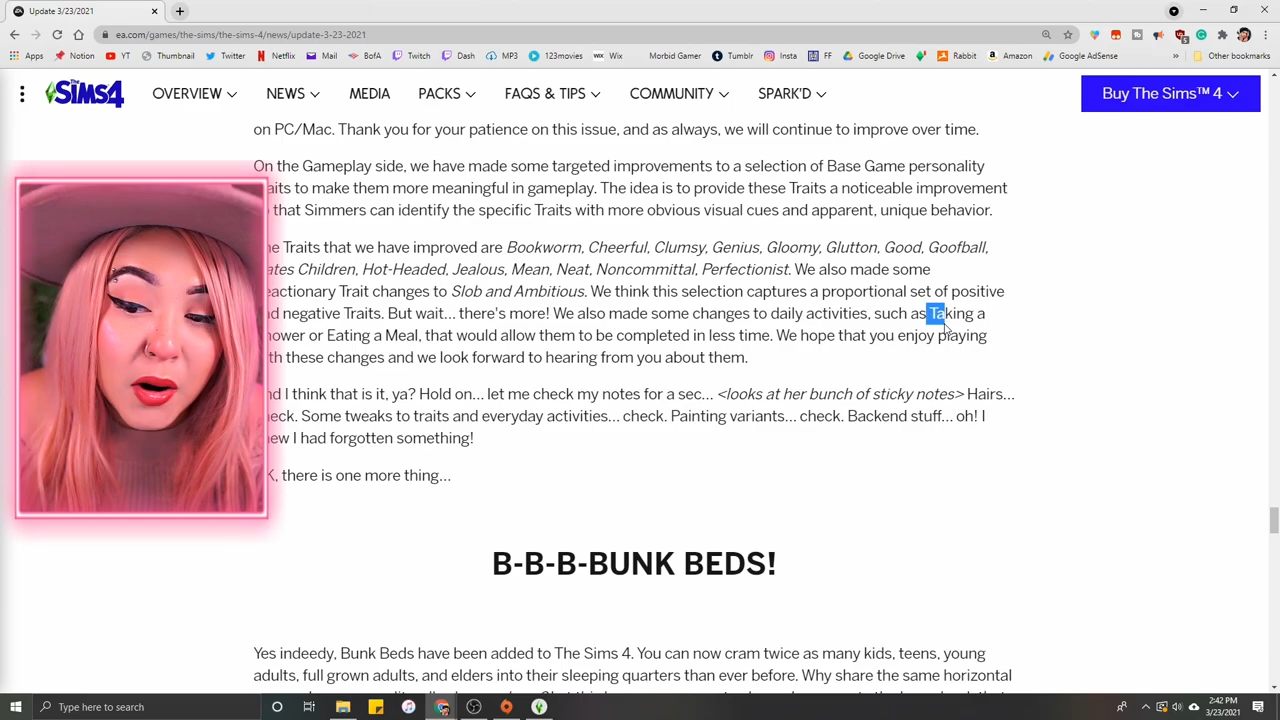 Update 3/23/2021
ea.com/games/the-sims/the-sims-4/news/update-3-23-2021
Apps Notion YT Thumbnail Twitter Netflix Mail BofA Twitch Dash MP3 123movies Wix Morbid Gamer Tumblr Insta FF Google Drive Rabbit Amazon Google AdSense Other bookmarks
The SiMS4 OVERVIEW NEWS MEDIA PACKS FAQS & TIPS COMMUNITY SPARK'D Buy The Sims™ 4
on PC/Mac. Thank you for your patience on this issue, and as always, we will continue to improve over time.
On the Gameplay side, we have made some targeted improvements to a selection of Base Game personality
raits to make them more meaningful in gameplay. The idea is to provide these Traits a noticeable improvement
that Simmers can identify the specific Traits with more obvious visual cues and apparent, unique behavior.
he Traits that we have improved are Bookworm, Cheerful, Clumsy, Genius, Gloomy, Glutton, Good, Goofball,
ates Children, Hot-Headed, Jealous, Mean, Neat, Noncommittal, Perfectionist. We also made some
eactionary Trait changes to Slob and Ambitious. We think this selection captures a proportional set of positive
nd negative Traits. But wait... there's more! We also made some changes to daily activities, such as Taking a
hower or Eating a Meal, that would allow them to be completed in less time. We hope that you enjoy playing
ith these changes and we look forward to hearing from you about them.
nd I think that is it, ya? Hold on... let me check my notes for a sec... <looks at her bunch of sticky notes> Hairs...
heck. Some tweaks to traits and everyday activities... check. Painting variants... check. Backend stuff... oh! I
new I had forgotten something!
K, there is one more thing...
B-B-B-BUNK BEDS!
Yes indeedy, Bunk Beds have been added to The Sims 4. You can now cram twice as many kids, teens, young
adults, full grown adults, and elders into their sleeping quarters than ever before. Why share the same horizontal
Type here to search
2:42 PM
3/23/2021